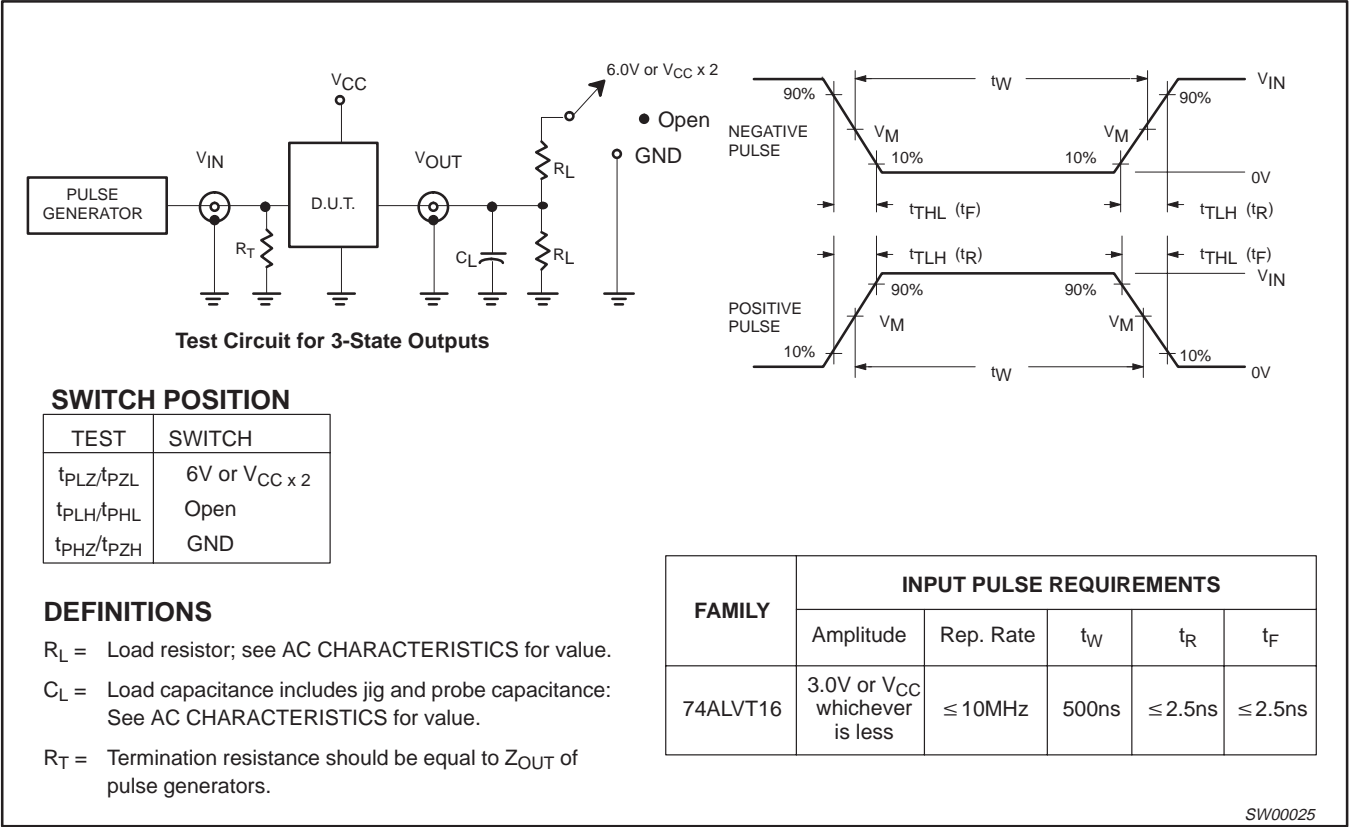 VCC
6.0V or VCC x 2
Open
GND
VIN
VOUT
RL
PULSE
GENERATOR
D.U.T.
RT
CL
RL
Test Circuit for 3-State Outputs
tW
VIN
90%
90%
NEGATIVE
PULSE
VM
VM
10%
10%
0V
tTHL (tF)
tTLH (tR)
tTLH (tR)
tTHL (tF)
VIN
90%
90%
POSITIVE
PULSE
VM
VM
10%
10%
tW
0V
SWITCH POSITION
TEST SWITCH
tPLZ/tPZL 6V or VCC x 2
tPLH/tPHL Open
tPHZ/tPZH GND
DEFINITIONS
RL = Load resistor; see AC CHARACTERISTICS for value.
CL = Load capacitance includes jig and probe capacitance:
See AC CHARACTERISTICS for value.
RT = Termination resistance should be equal to ZOUT of
pulse generators.
FAMILY
INPUT PULSE REQUIREMENTS
Amplitude Rep. Rate tW tR tF
74ALVT16
3.0V or VCC
whichever
is less
≤10MHz 500ns ≤2.5ns ≤2.5ns
SW00025